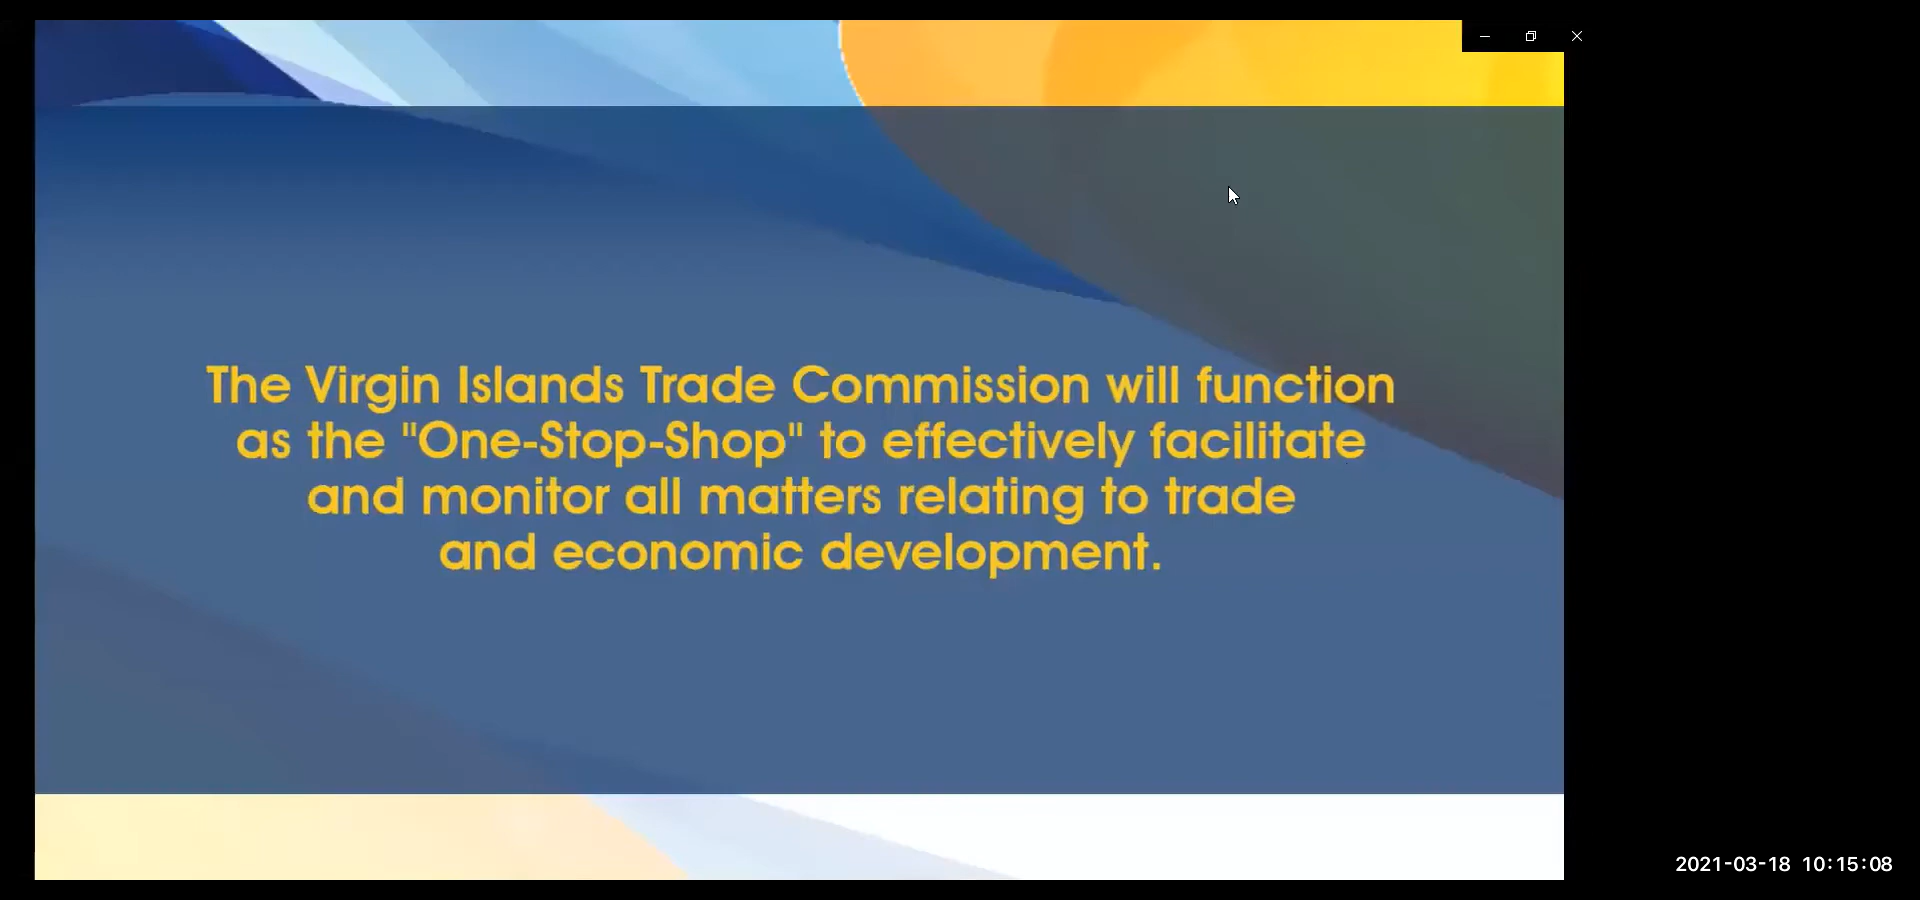 The Virgin Islands Trade Commission will function
as the "One-Stop-Shop" to effectively facilitate
and monitor all matters relating to trade
and economic development.
2021-03-18 10:15:08